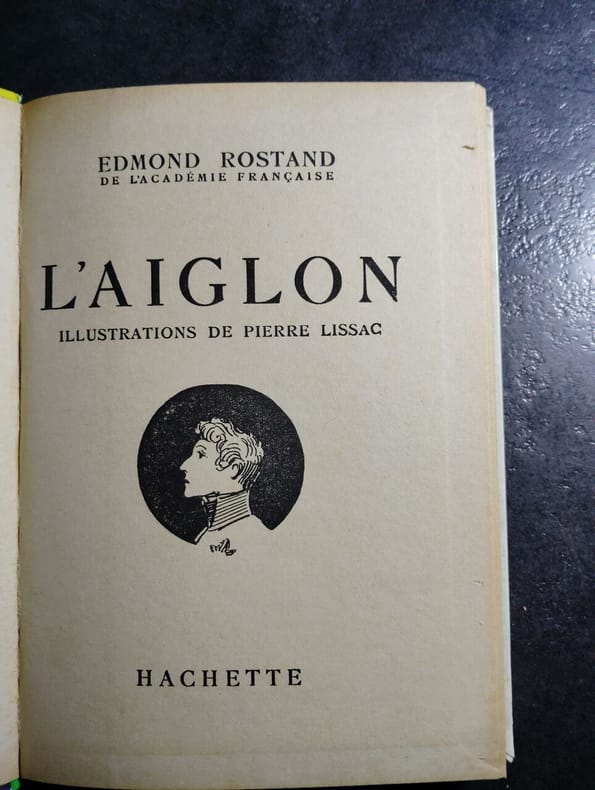 EDMOND ROSTAND
DE L'ACADÉMIE FRANÇAISE
L'AIGLON
ILLUSTRATIONS DE PIERRE LISSAC
HACHETTE